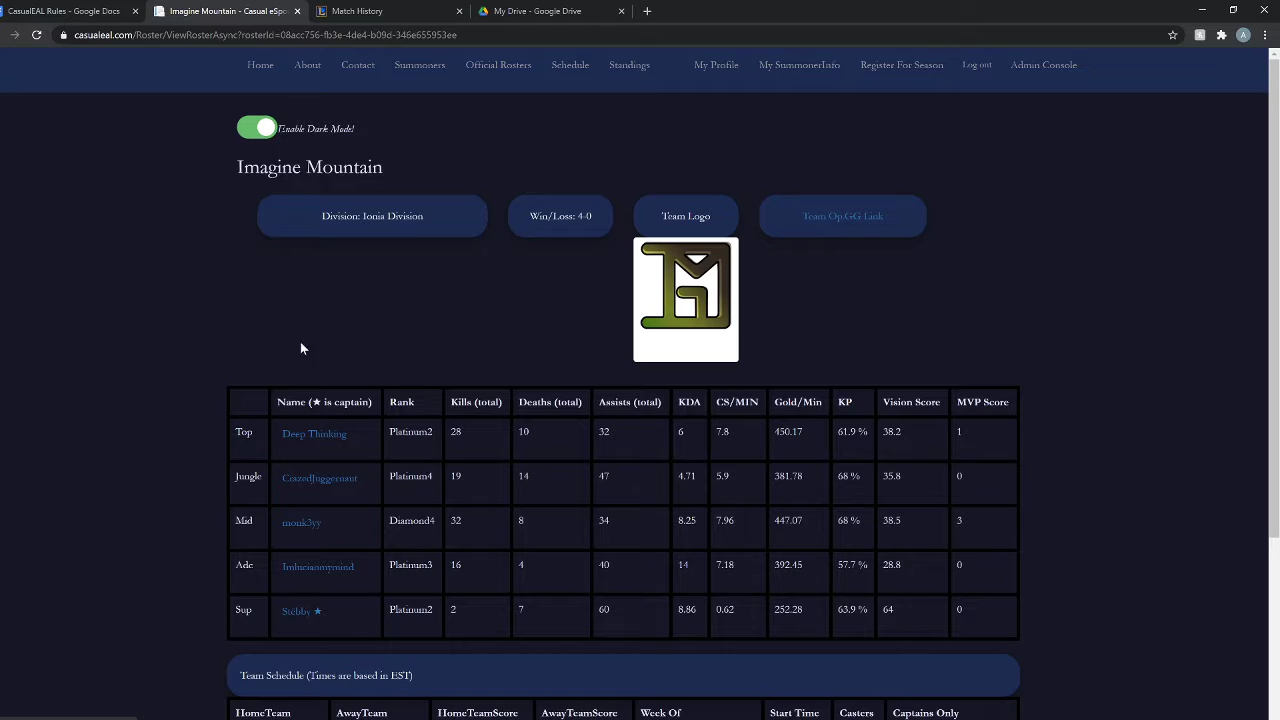 CasualEAL Rules - Google Docs
Imagine Mountain - Casual eSpo
Match History
My Drive - Google Drive
casualeal.com/Roster/ViewRosterAsync?rosterId=08acc756-fb3e-4de4-b09d-346e655953ee
Home About Contact Summoners Official Rosters Schedule Standings My Profile My SummonerInfo Register For Season Log out Admin Console
Enable Dark Mode!
Imagine Mountain
Division: Ionia Division Win/Loss: 4-0 Team Logo Team Op.GG Link
Name (★ is captain) Rank Kills (total) Deaths (total) Assists (total) KDA CS/MIN Gold/Min KP Vision Score MVP Score
Top Deep Thinking Platinum2 28 10 32 6 7.8 450.17 61.9 % 38.2 1
Jungle CrazedJuggernaut Platinum4 19 14 47 4.71 5.9 381.78 68 % 35.8 0
Mid monk3yy Diamond4 32 8 34 8.25 7.96 447.07 68 % 38.5 3
Adc Imlucianmymind Platinum3 16 4 40 14 7.18 392.45 57.7 % 28.8 0
Sup Stebby ★ Platinum2 2 7 60 8.86 0.62 252.28 63.9 % 64 0
Team Schedule (Times are based in EST)
HomeTeam AwayTeam HomeTeamScore AwayTeamScore Week Of Start Time Casters Captains Only